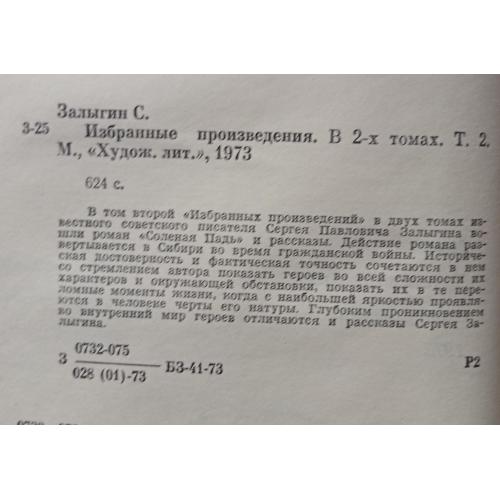 Залыгин С.
З-25 Избранные произведения. В 2-х томах. Т. 2.
М., «Худож. лит.», 1973
624 с.
В том второй «Избранных произведений» в двух томах из-
вестного советского писателя Сергея Павловича Залыгина во-
шли роман «Соленая Падь» и рассказы. Действие романа раз-
вертывается в Сибири во время гражданской войны. Историче-
ская достоверность и фактическая точность сочетаются в нем
со стремлением автора показать героев во всей сложности их
характеров и окружающей обстановки, показать их в те пере-
ломные моменты жизни, когда с наибольшей яркостью проявля-
ются в человеке черты его натуры. Глубоким проникновением
во внутренний мир героев отличаются и рассказы Сергея За-
лыгина.
З 0732-075
028 (01)-73 БЗ-41-73 Р2